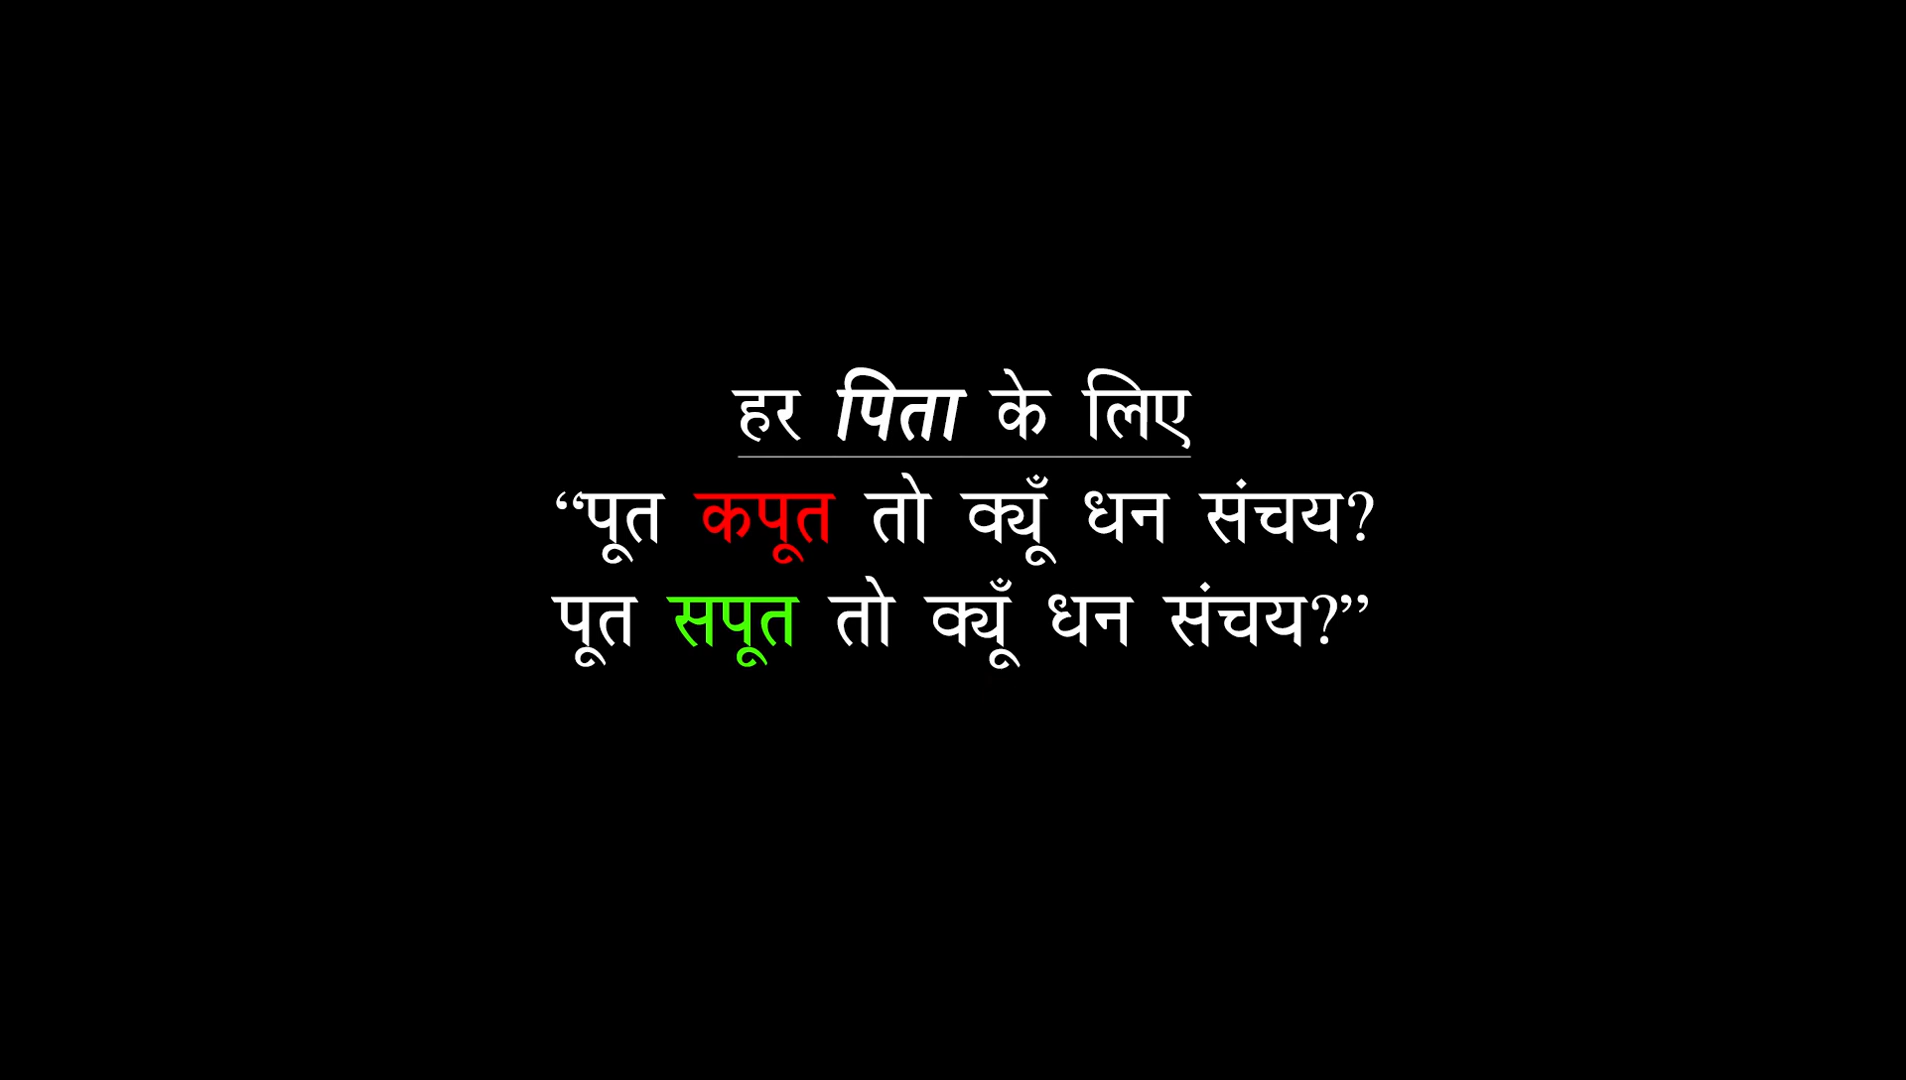 हर पिता के लिए
“पूत कपूत तो क्यूँ धन संचय?
पूत सपूत तो क्यूँ धन संचय?”